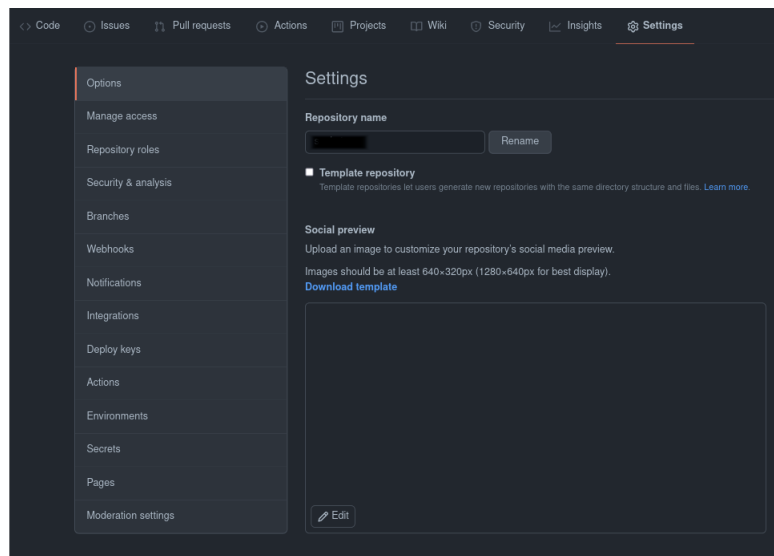 Code Issues Pull requests Actions Projects Wiki Security Insights Settings
Options
Manage access
Repository roles
Security & analysis
Branches
Webhooks
Notifications
Integrations
Deploy keys
Actions
Environments
Secrets
Pages
Moderation settings
Settings
Repository name
Rename
Template repository
Template repositories let users generate new repositories with the same directory structure and files. Learn more.
Social preview
Upload an image to customize your repository's social media preview.
Images should be at least 640×320px (1280×640px for best display).
Download template
Edit